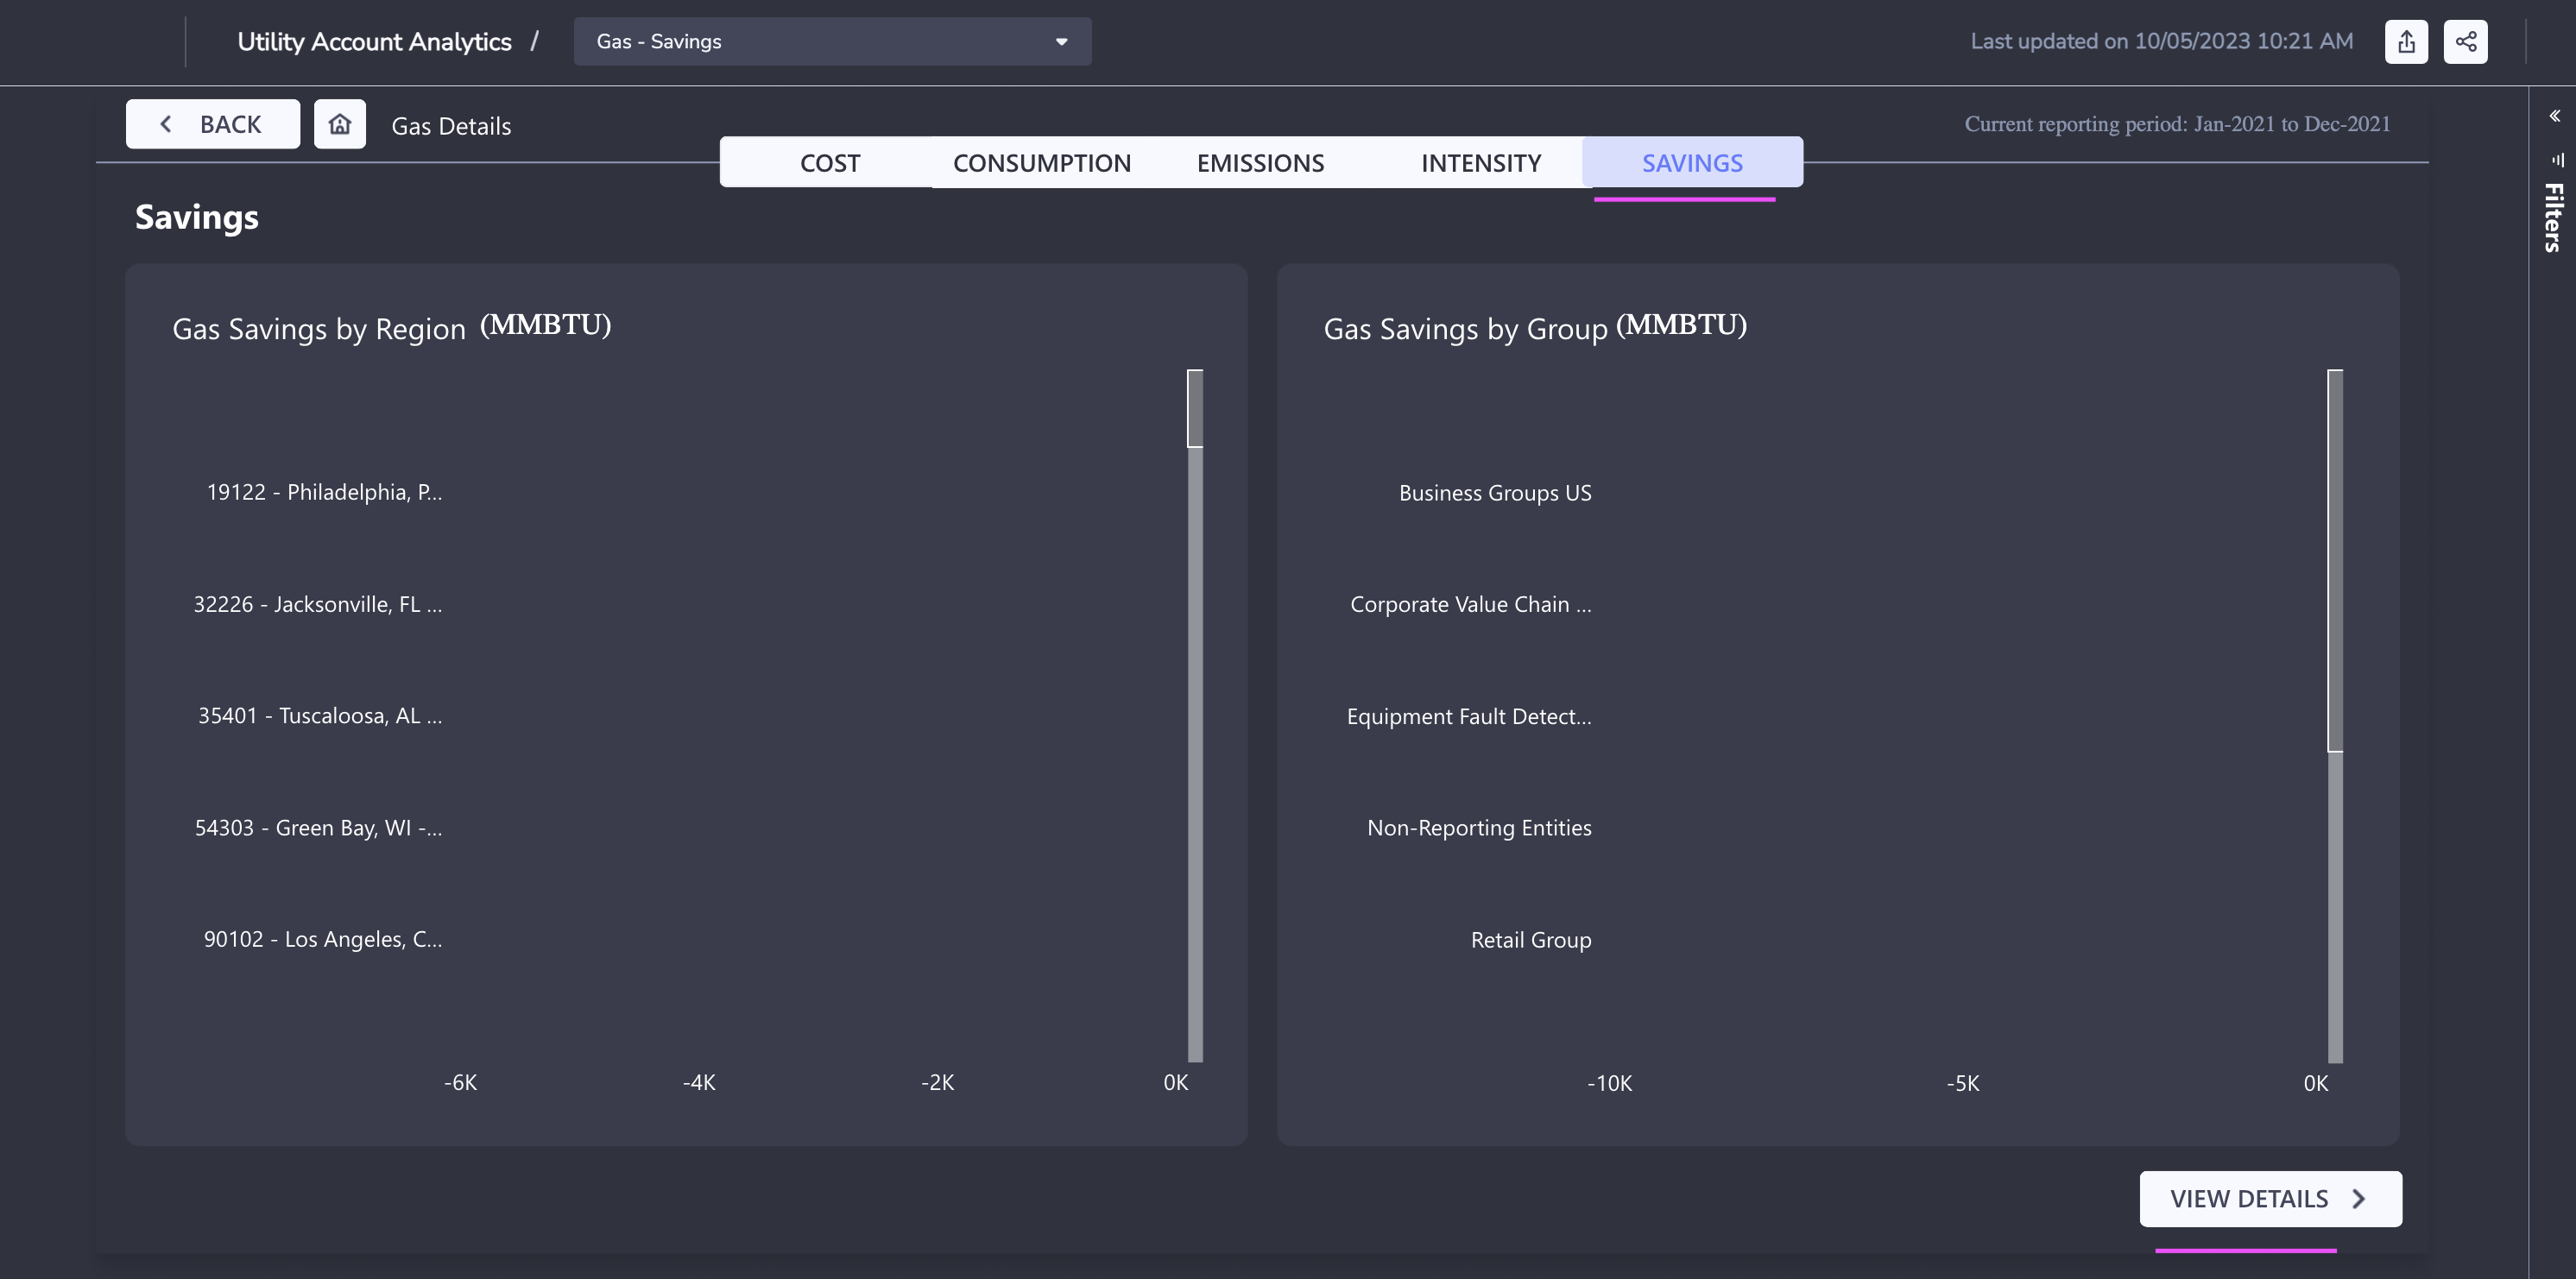 Utility Account Analytics /
Gas - Savings
Last updated on 10/05/2023 10:21 AM
BACK
Gas Details
Current reporting period: Jan-2021 to Dec-2021
COST
CONSUMPTION
EMISSIONS
INTENSITY
SAVINGS
Filters
Savings
Gas Savings by Region (MMBTU)
19122 - Philadelphia, P...
32226 - Jacksonville, FL ...
35401 - Tuscaloosa, AL ...
54303 - Green Bay, WI -...
90102 - Los Angeles, C...
-6K -4K -2K 0K
Gas Savings by Group (MMBTU)
Business Groups US
Corporate Value Chain ...
Equipment Fault Detect...
Non-Reporting Entities
Retail Group
-10K -5K 0K
VIEW DETAILS